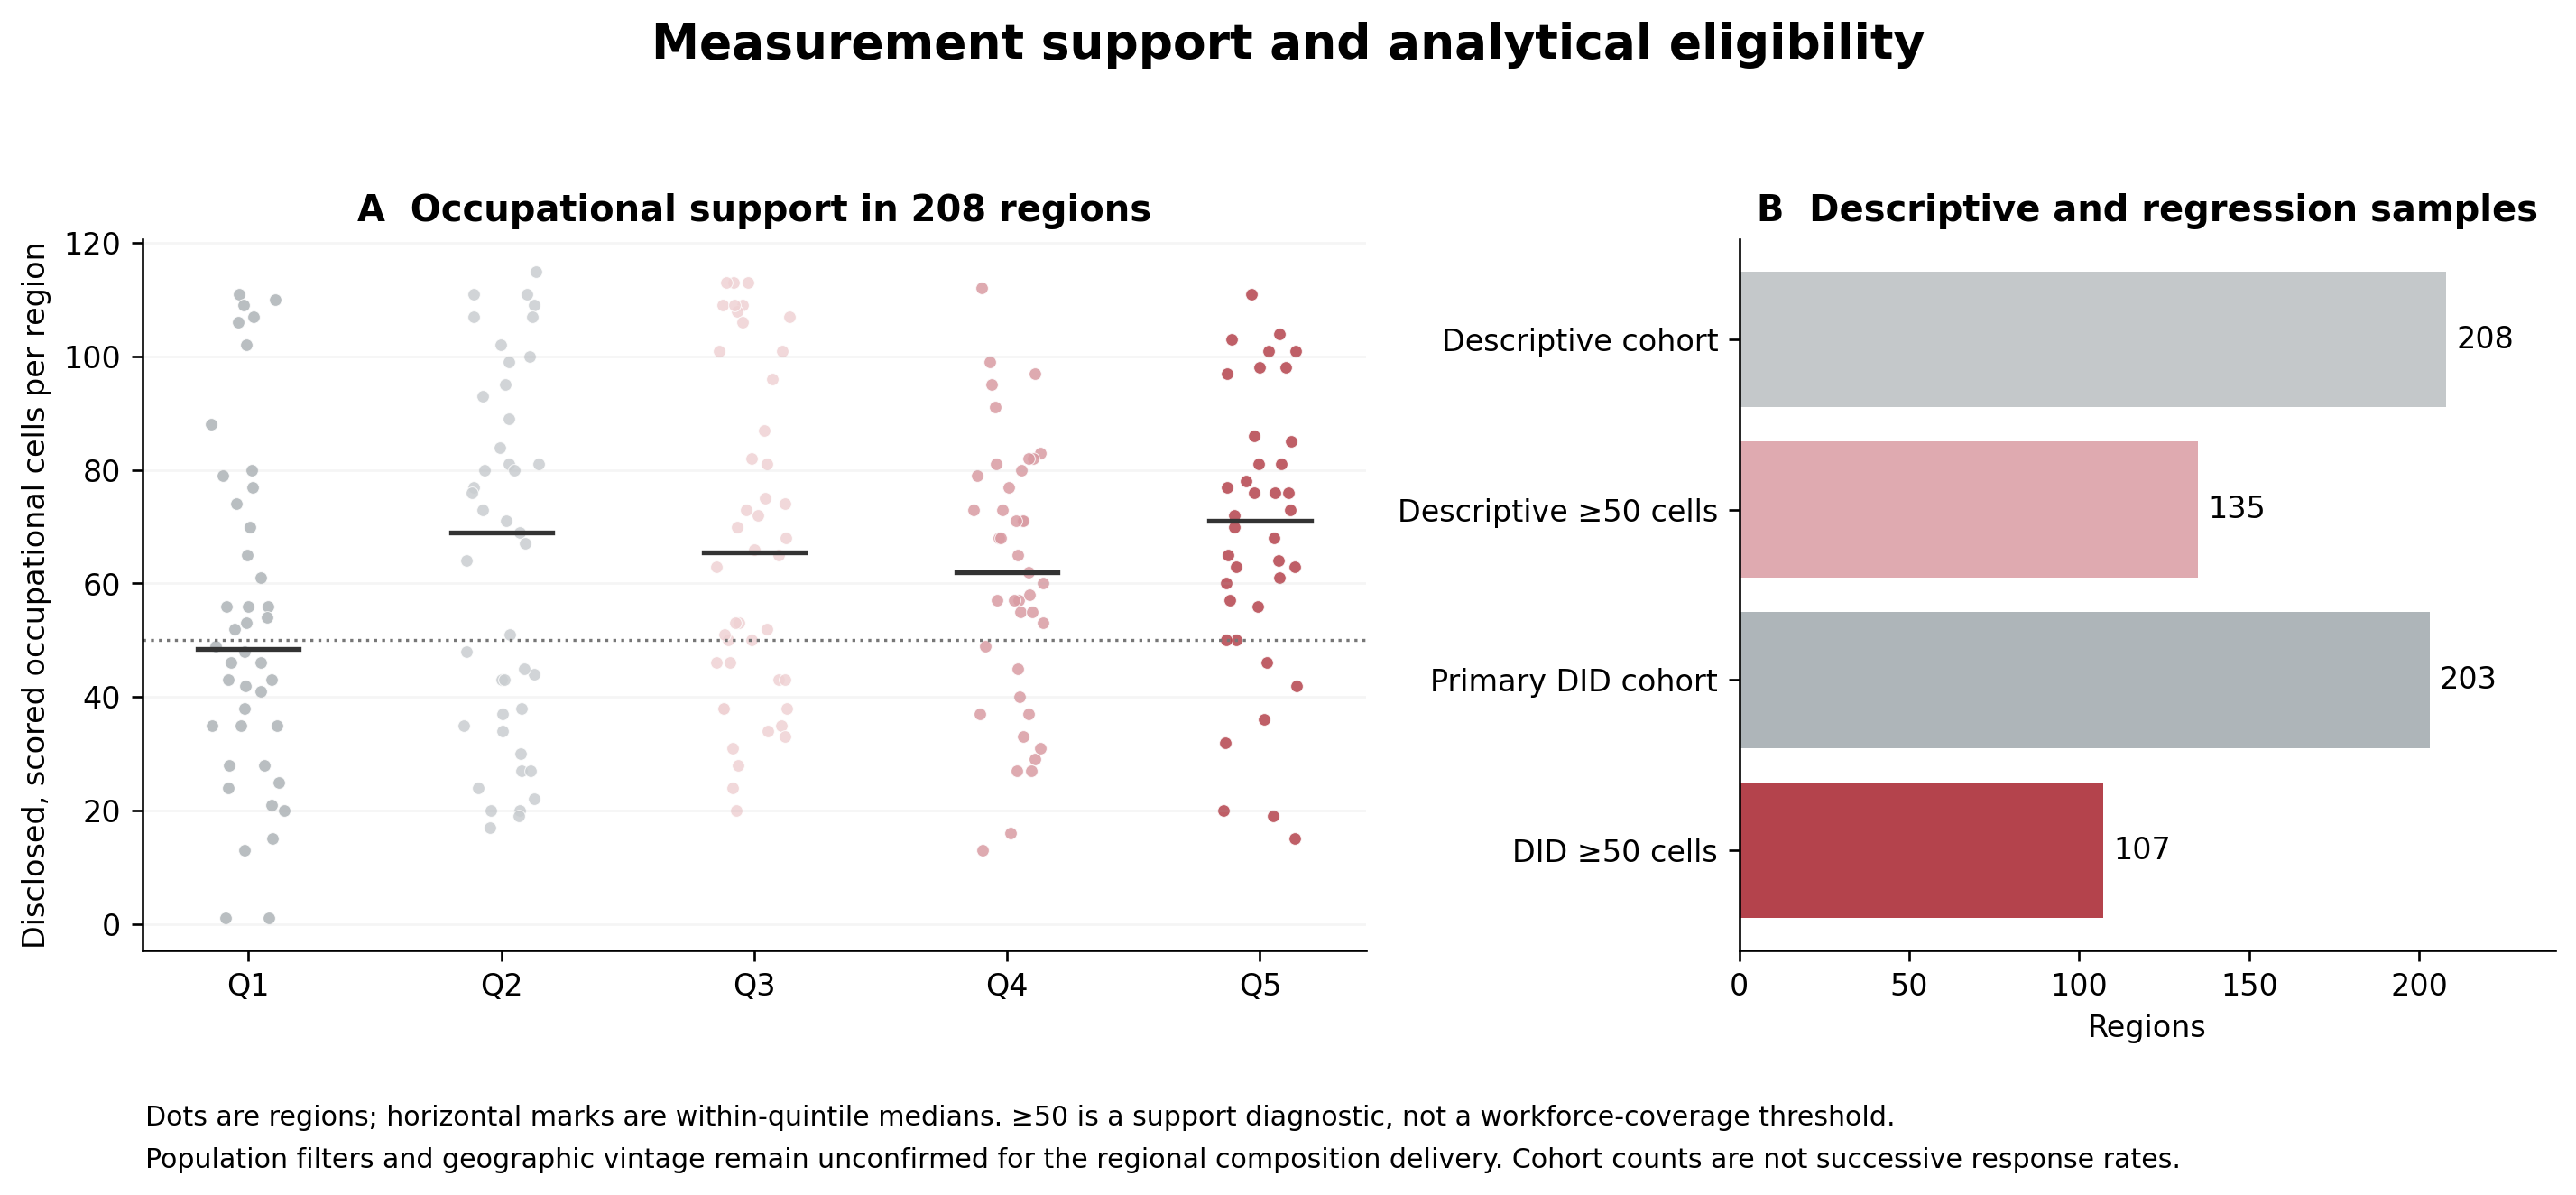 Measurement support and analytical eligibility
A Occupational support in 208 regions
Disclosed, scored occupational cells per region
120
100
80
60
40
20
0
Q1 Q2 Q3 Q4 Q5
B Descriptive and regression samples
Descriptive cohort 208
Descriptive ≥50 cells 135
Primary DID cohort 203
DID ≥50 cells 107
0 50 100 150 200
Regions
Dots are regions; horizontal marks are within-quintile medians. ≥50 is a support diagnostic, not a workforce-coverage threshold.
Population filters and geographic vintage remain unconfirmed for the regional composition delivery. Cohort counts are not successive response rates.